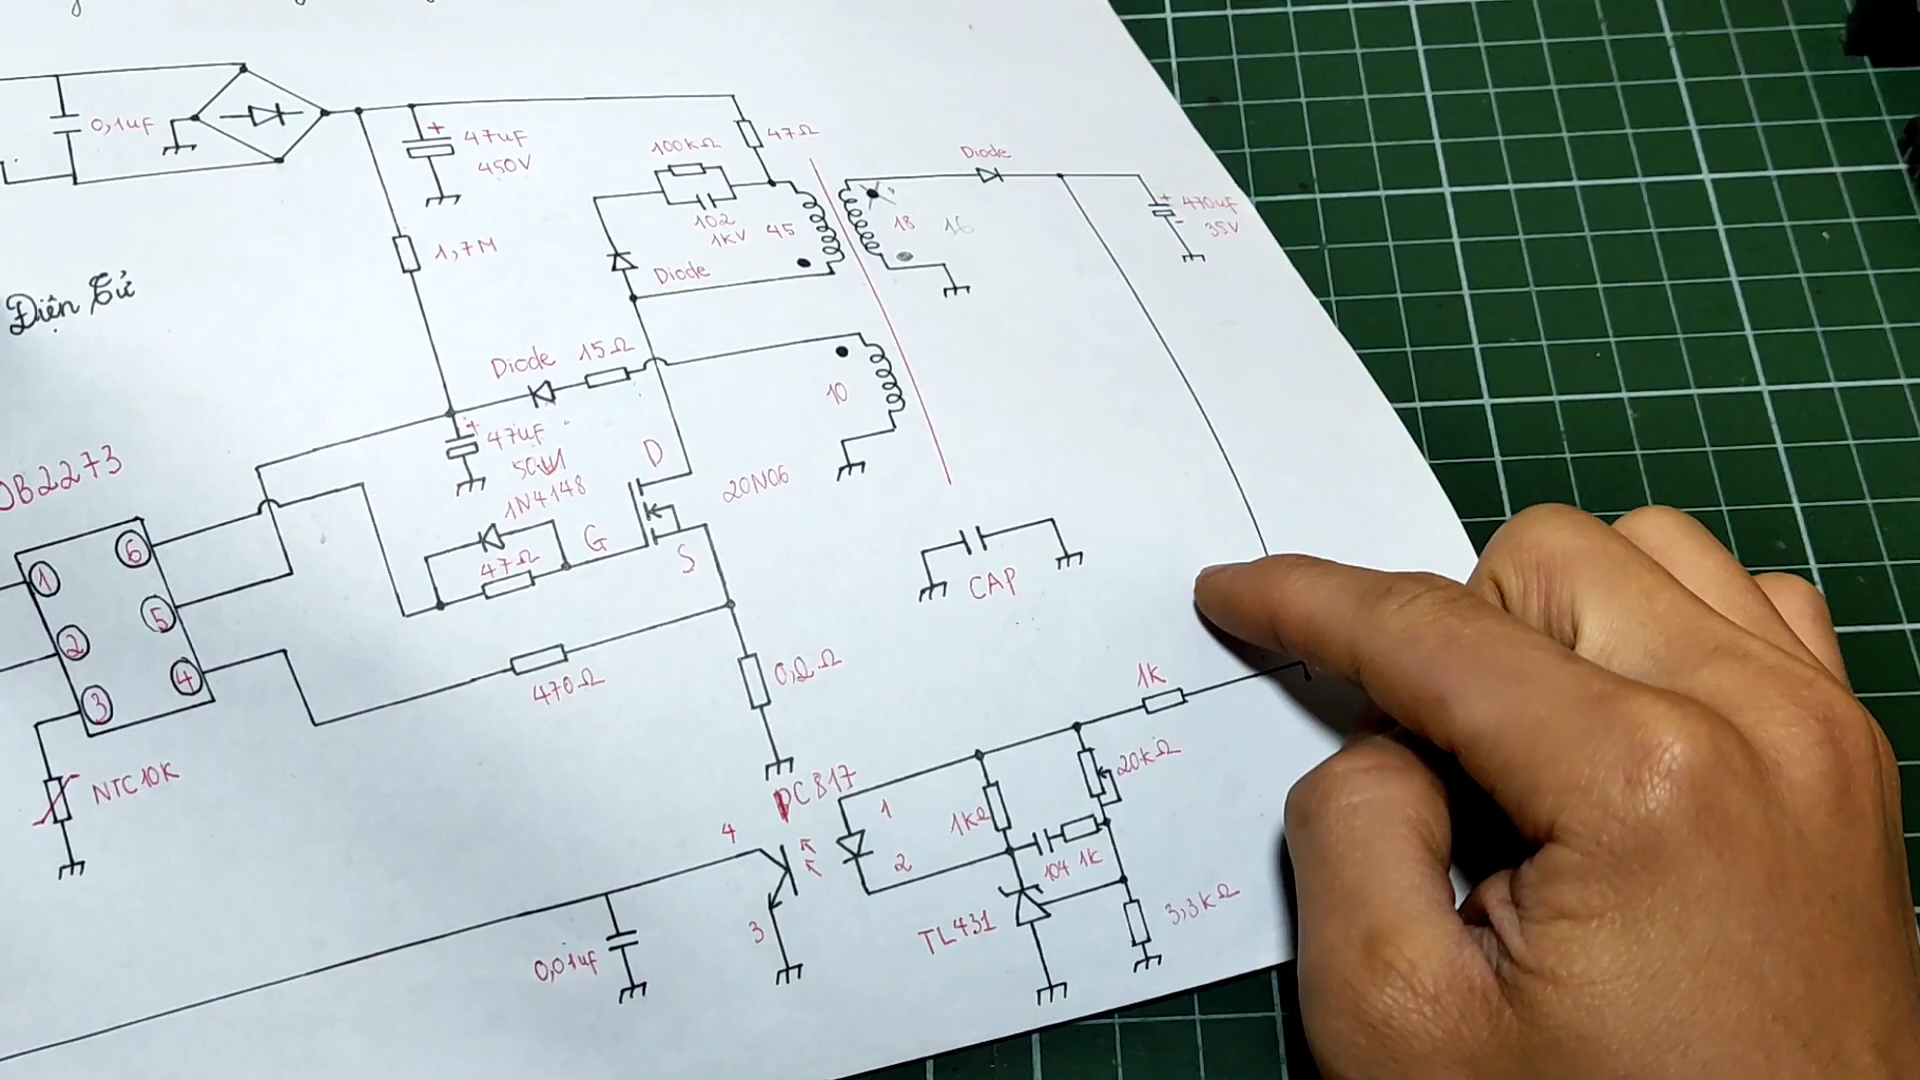 0,1uF
+
47uF
450V
100kΩ
47Ω
102
1KV
45
1,7M
Diode
Diode
18
16
+
470uF
-
35V
Điện Tử
Diode
15Ω
10
+
47uF
1N4148
47Ω
G
D
S
20N06
OB2273
1
2
3
6
5
4
NTC10K
470Ω
0,2Ω
CAP
PC817
4
3
1
2
0,01uF
1k
1kΩ
20kΩ
104
1k
TL431
3,3kΩ